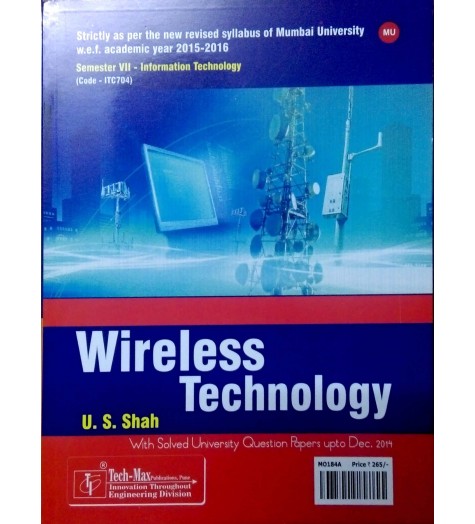 Strictly as per the new revised syllabus of Mumbai University
MU
w.e.f. academic year 2015-2016
Semester VII - Information Technology
(Code - ITC704)
Wireless
Technology
U. S. Shah
With Solved University Question Papers upto Dec. 2014
® Tech-Max Publications, Pune
Innovation Throughout
Engineering Division
MO184A Price ₹ 265/-